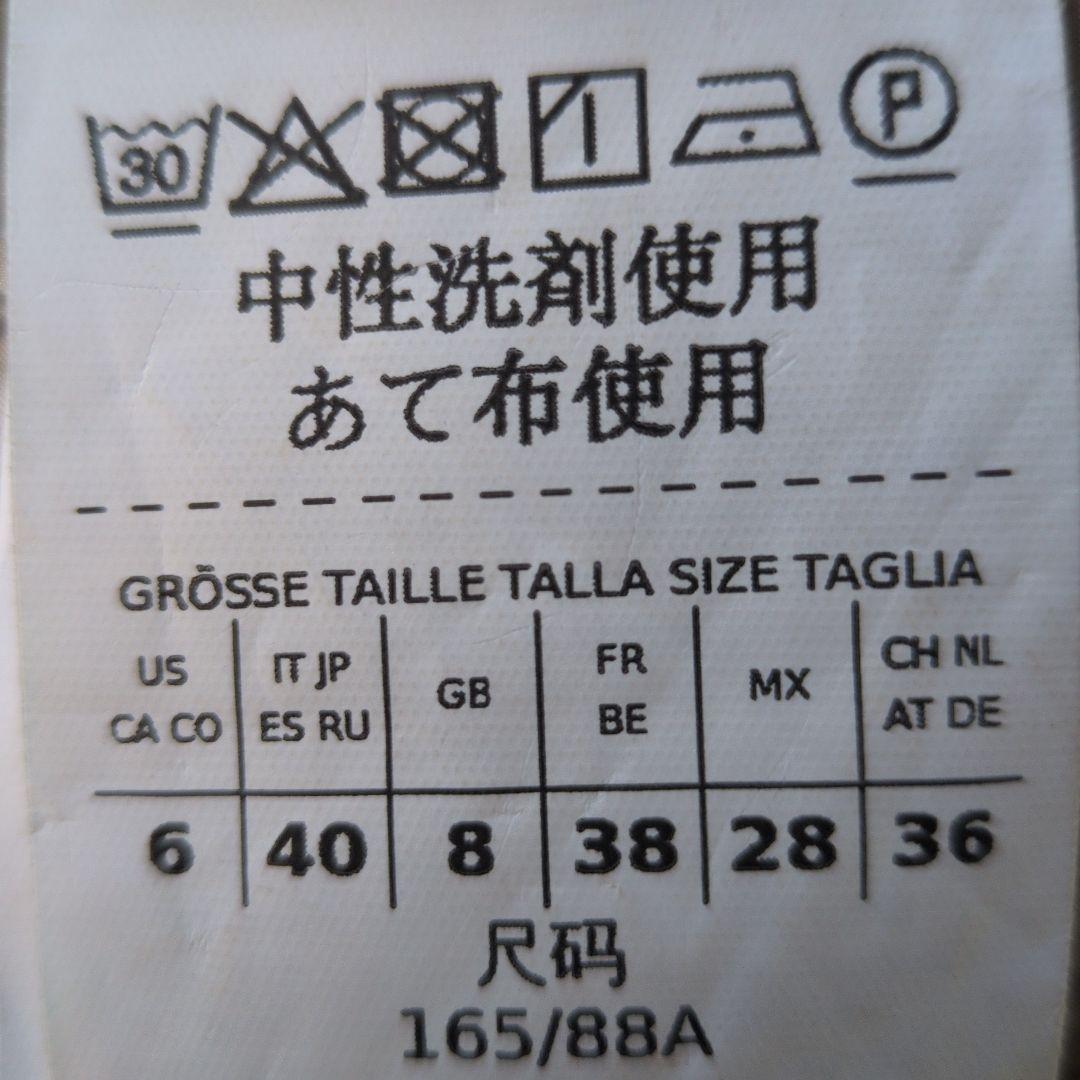 30 P
中性洗剤使用
あて布使用
GRÖSSE TAILLE TALLA SIZE TAGLIA
US CA CO
IT JP ES RU
GB
FR BE
MX
CH NL AT DE
6 40 8 38 28 36
尺码
165/88A